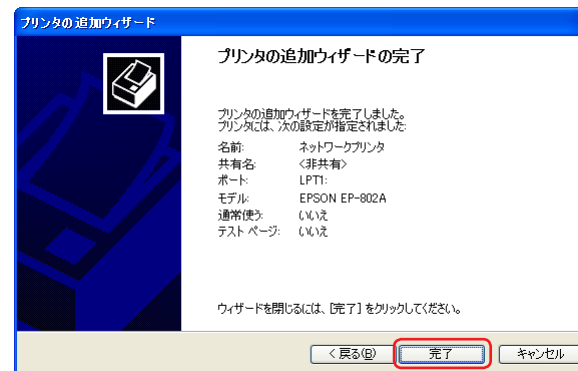 プリンタの追加ウィザード
プリンタの追加ウィザードの完了
プリンタの追加ウィザードを完了しました。
プリンタには、次の設定が指定されました:
名前: ネットワークプリンタ
共有名: <非共有>
ポート: LPT1:
モデル: EPSON EP-802A
通常使う: いいえ
テスト ページ: いいえ
ウィザードを閉じるには、[完了] をクリックしてください。
< 戻る(B) 完了 キャンセル